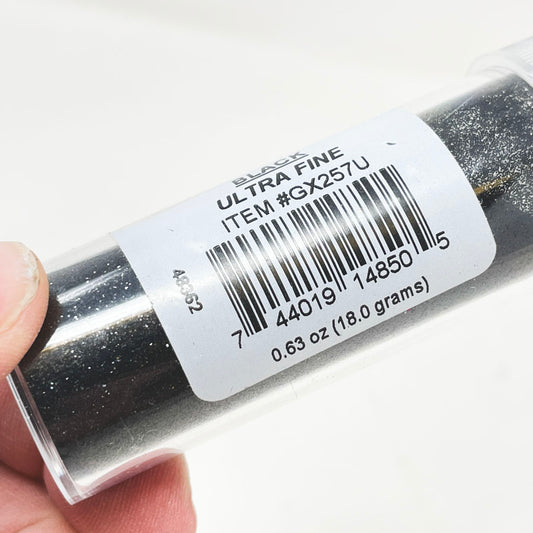 BLACK
ULTRA FINE
ITEM #GX257U
7 44019 14850 5
0.63 oz (18.0 grams)
48362